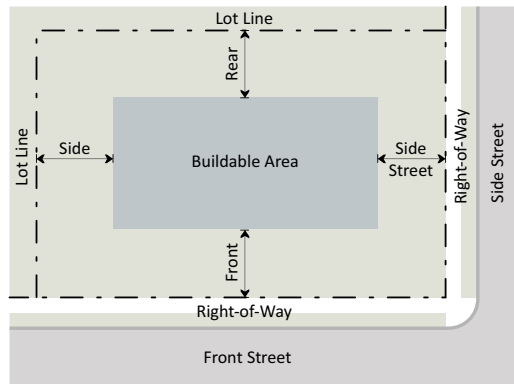 Lot Line
Rear
Lot Line
Side
Buildable Area
Side
Street
Right-of-Way
Side Street
Front
Right-of-Way
Front Street